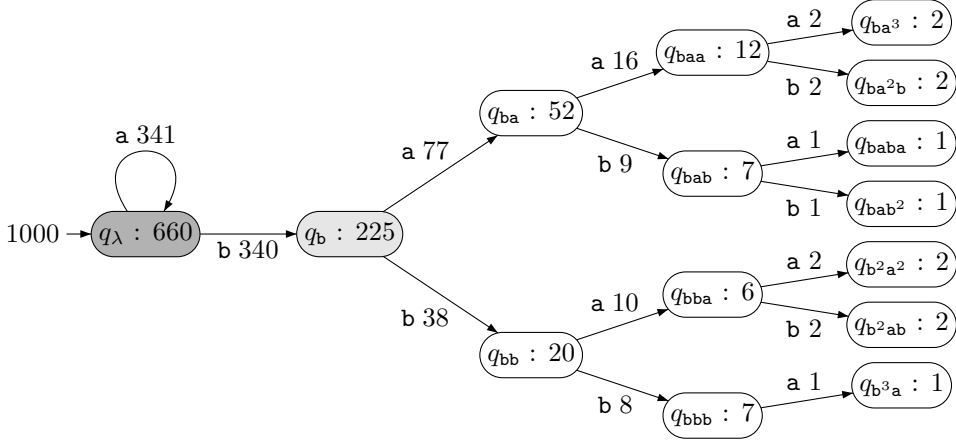 1000
a 341
q_λ : 660
b 340
q_b : 225
a 77
b 38
q_ba : 52
q_bb : 20
a 16
b 9
a 10
b 8
q_baa : 12
q_bab : 7
q_bba : 6
q_bbb : 7
a 2
b 2
a 1
b 1
a 2
b 2
a 1
q_ba³ : 2
q_ba²b : 2
q_baba : 1
q_bab² : 1
q_b²a² : 2
q_b²ab : 2
q_b³a : 1